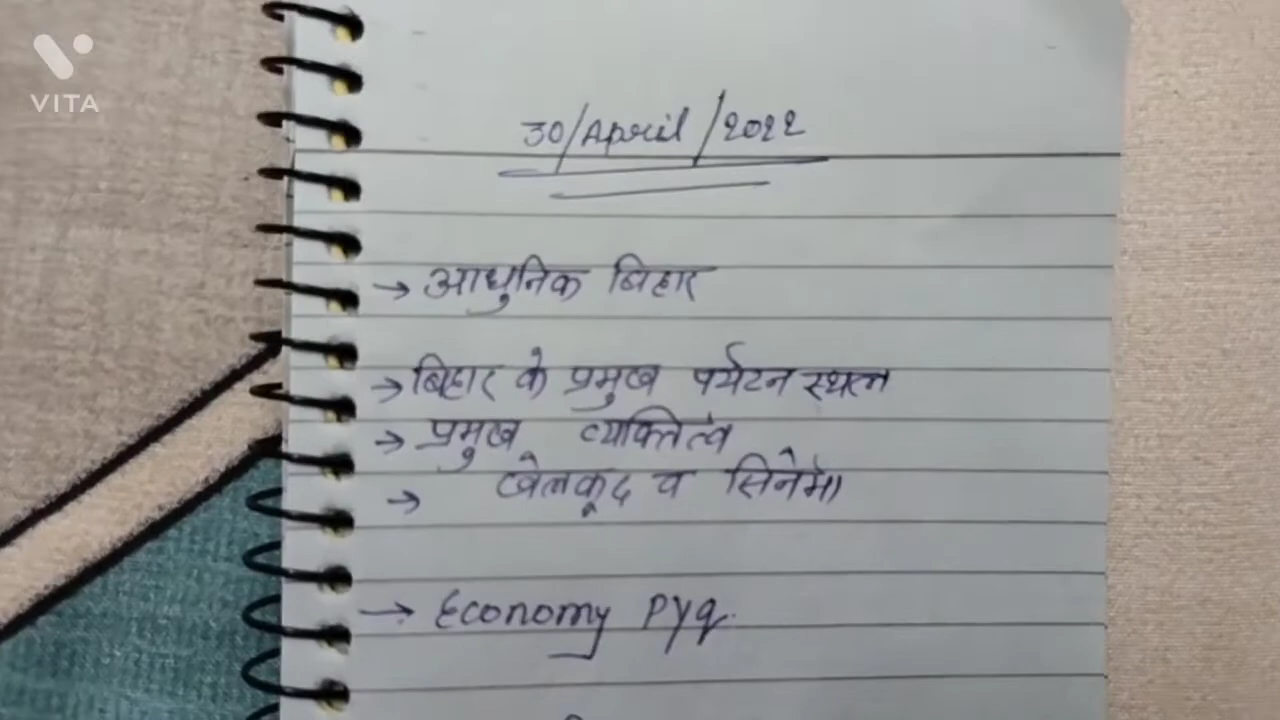 VITA
30/April/2022
→ आधुनिक बिहार
→ बिहार के प्रमुख पर्यटन स्थल
→ प्रमुख व्यक्तित्व
→ खेलकूद व सिनेमा
→ Economy PYQ.